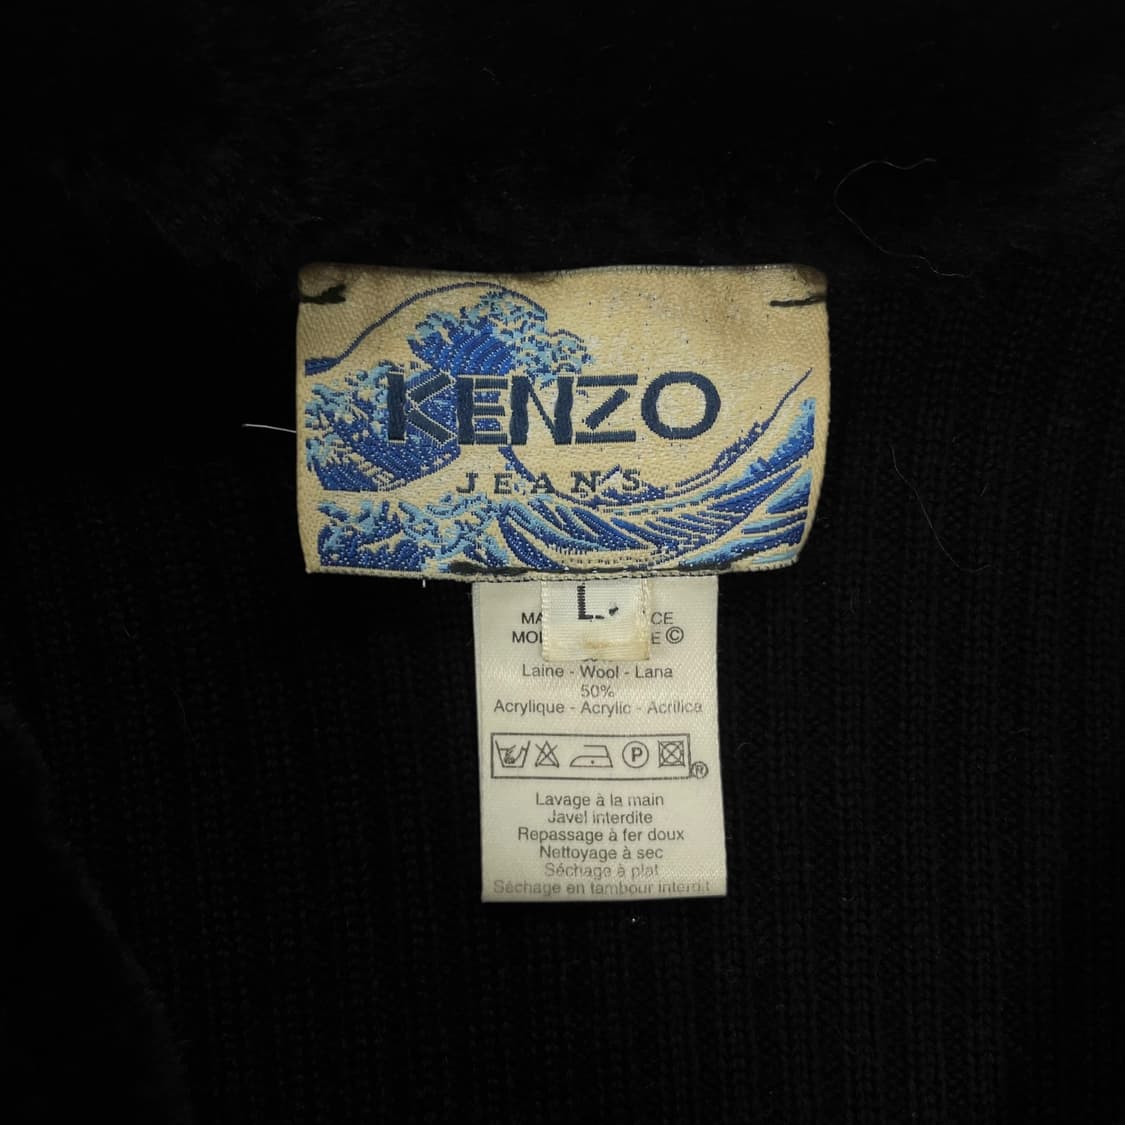 KENZO
JEANS
L
Laine - Wool - Lana
50%
Acrylique - Acrylic - Acrilica
P
®
Lavage à la main
Javel interdite
Repassage à fer doux
Nettoyage à sec
Séchage à plat
Séchage en tambour interdit